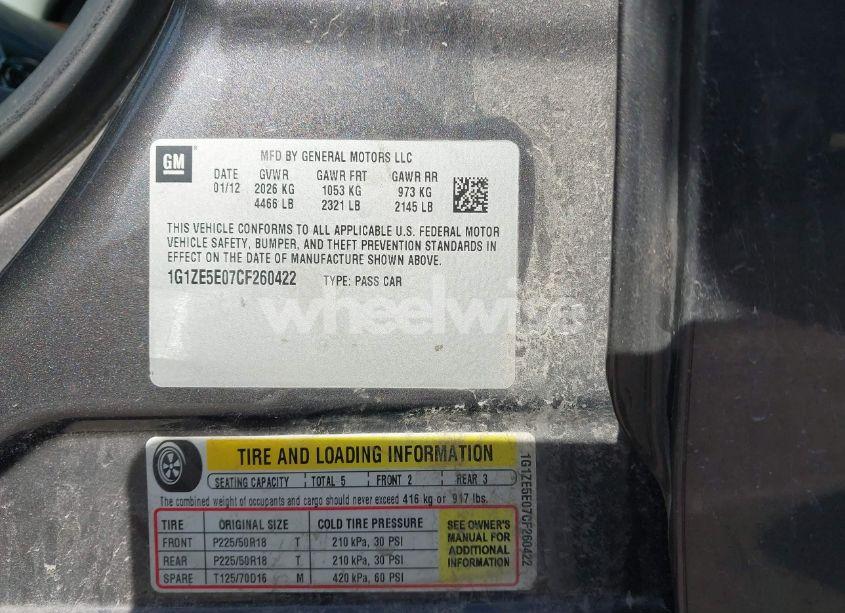 GM
MFD BY GENERAL MOTORS LLC
DATE GVWR GAWR FRT GAWR RR
01/12 2026 KG 1053 KG 973 KG
4466 LB 2321 LB 2145 LB
THIS VEHICLE CONFORMS TO ALL APPLICABLE U.S. FEDERAL MOTOR
VEHICLE SAFETY, BUMPER, AND THEFT PREVENTION STANDARDS IN
EFFECT ON THE DATE OF MANUFACTURE SHOWN ABOVE.
1G1ZE5E07CF260422 TYPE: PASS CAR
wheelwise
TIRE AND LOADING INFORMATION
SEATING CAPACITY TOTAL 5 FRONT 2 REAR 3
The combined weight of occupants and cargo should never exceed 416 kg or 917 lbs.
TIRE ORIGINAL SIZE COLD TIRE PRESSURE
FRONT P225/50R18 T 210 kPa, 30 PSI
REAR P225/50R18 T 210 kPa, 30 PSI
SPARE T125/70D16 M 420 kPa, 60 PSI
SEE OWNER'S
MANUAL FOR
ADDITIONAL
INFORMATION
1G1ZE5E07CF260422